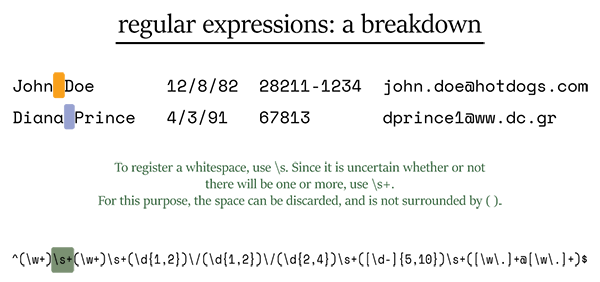 regular expressions: a breakdown
John Doe 12/8/82 28211-1234 john.doe@hotdogs.com
Diana Prince 4/3/91 67813 dprince1@ww.dc.gr
To register a whitespace, use \s. Since it is uncertain whether or not
there will be one or more, use \s+.
For this purpose, the space can be discarded, and is not surrounded by ( ).
^(\w+)\s+(\w+)\s+(\d{1,2})\/(\d{1,2})\/(\d{2,4})\s+([\d-]{5,10})\s+([\w\.]+@[\w\.]+)$